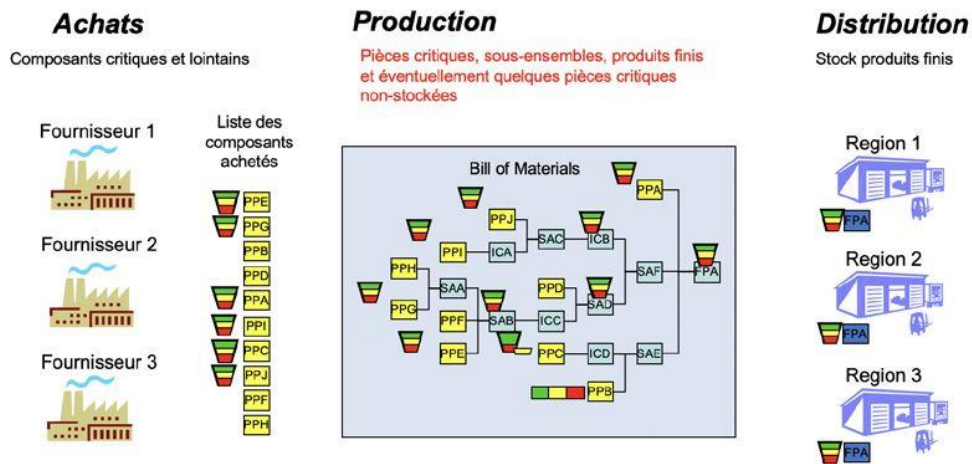 Achats
Composants critiques et lointains
Fournisseur 1
Fournisseur 2
Fournisseur 3
Liste des
composants
achetés
PPE
PPG
PPB
PPD
PPA
PPI
PPC
PPJ
PPF
PPH
Production
Pièces critiques, sous-ensembles, produits finis
et éventuellement quelques pièces critiques
non-stockées
Bill of Materials
PPA
PPJ
SAC
ICB
PPI
ICA
PPH
SAF
FPA
SAA
PPD
SAD
PPG
PPF
SAB
ICC
PPE
PPC
ICD
SAE
PPB
Distribution
Stock produits finis
Region 1
FPA
Region 2
FPA
Region 3
FPA